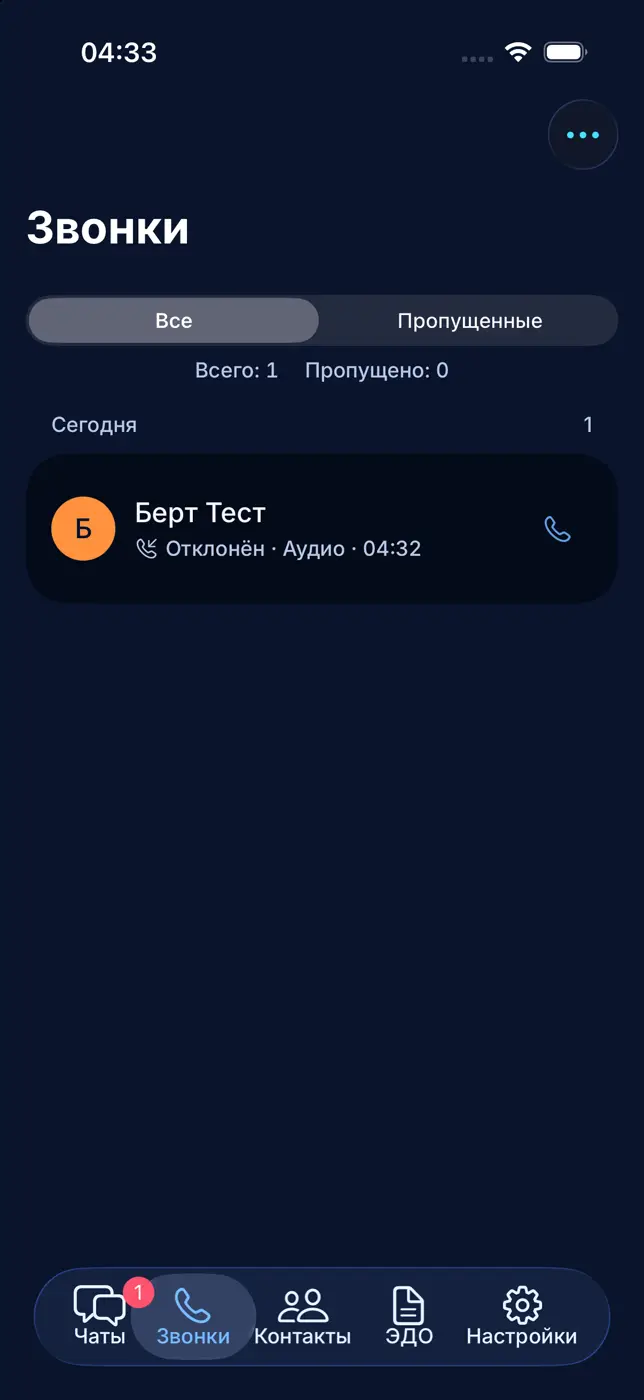 04:33
Звонки
Все Пропущенные
Всего: 1 Пропущено: 0
Сегодня 1
Б
Берт Тест
Отклонён · Аудио · 04:32
1
Чаты Звонки Контакты ЭДО Настройки